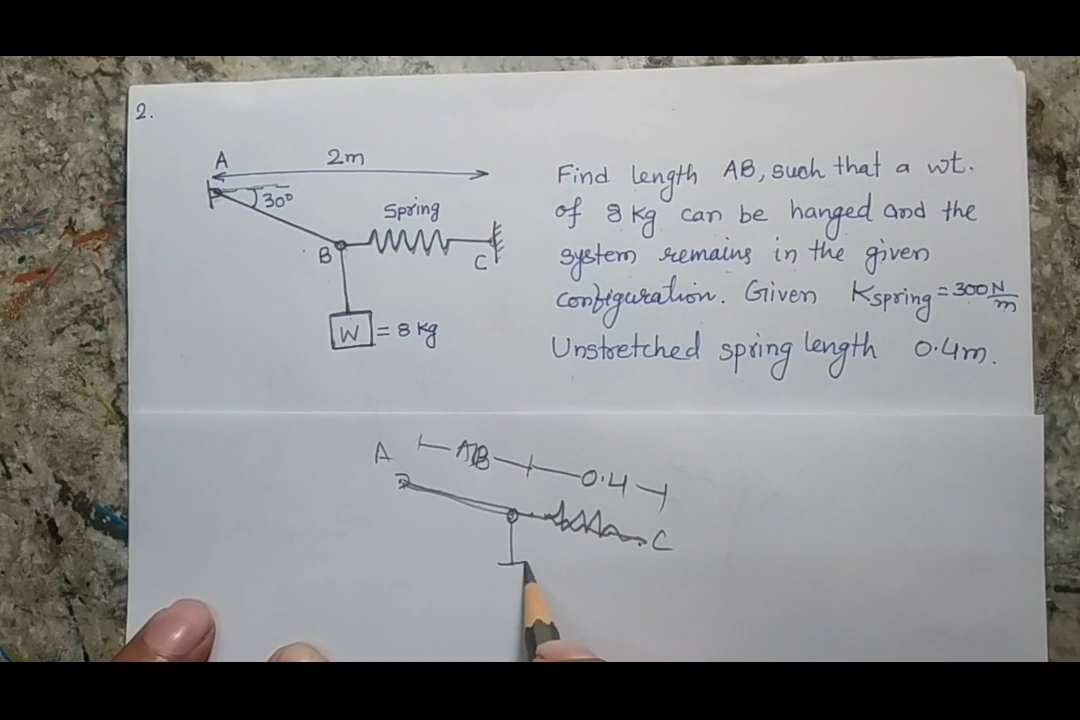 2.
A
2m
30°
Spring
B
C
W = 8 kg
Find length AB, such that a wt.
of 8 kg can be hanged and the
system remains in the given
configuration. Given Kspring = 300 N/m
Unstretched spring length 0.4m.
A
AB
0.4
C